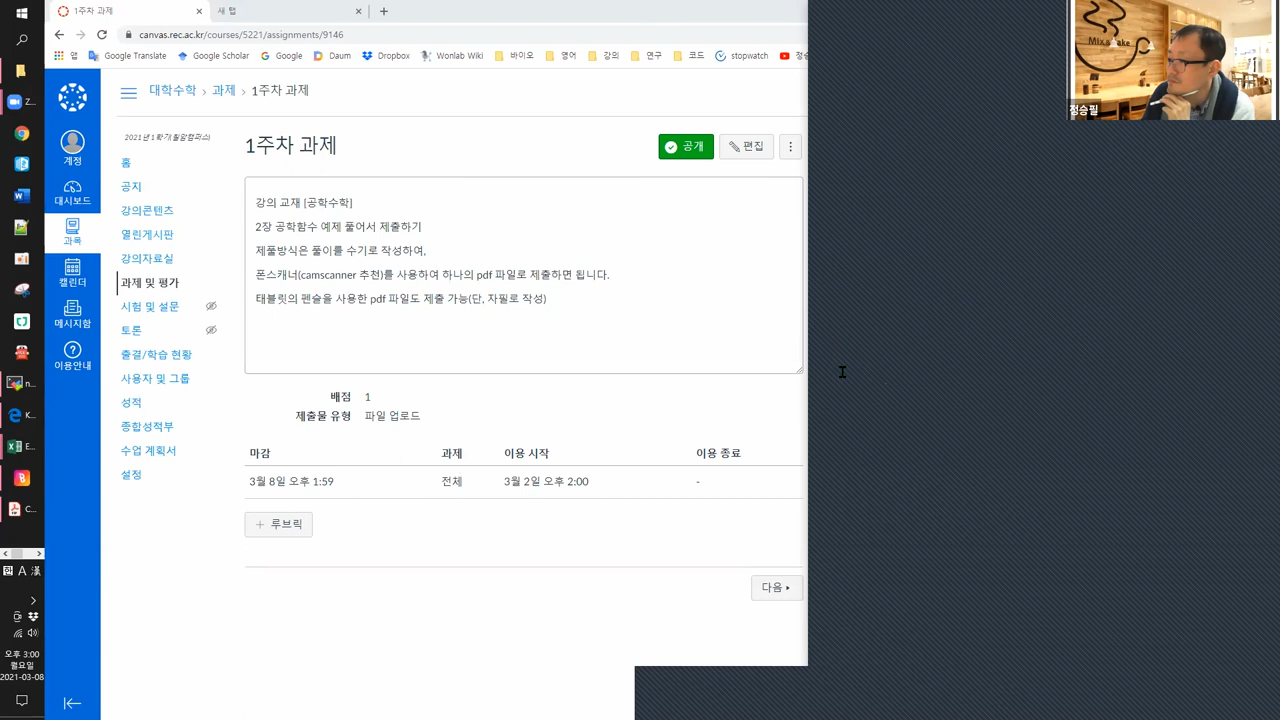 1주차 과제
새 탭
canvas.rec.ac.kr/courses/5221/assignments/9146
앱 Google Translate Google Scholar Google Daum Dropbox Wonlab Wiki 바이오 영어 강의 연구 코드 stopwatch
대학수학 › 과제 › 1주차 과제
계정
대시보드
과목
캘린더
메시지함
이용안내
홈
공지
강의콘텐츠
열린게시판
강의자료실
과제 및 평가
시험 및 설문
토론
출결/학습 현황
사용자 및 그룹
성적
종합성적부
수업 계획서
설정
1주차 과제
공개 편집
강의 교재 [공학수학]
2장 공학함수 예제 풀어서 제출하기
제풀방식은 풀이를 수기로 작성하여,
폰스캐너(camscanner 추천)를 사용하여 하나의 pdf 파일로 제출하면 됩니다.
태블릿의 펜슬을 사용한 pdf 파일도 제출 가능(단, 자필로 작성)
배점 1
제출물 유형 파일 업로드
마감 과제 이용 시작 이용 종료
3월 8일 오후 1:59 전체 3월 2일 오후 2:00 -
+ 루브릭
다음
Z...
n...
K...
E...
C...
A 漢
오후 3:00
월요일
2021-03-08
정승필